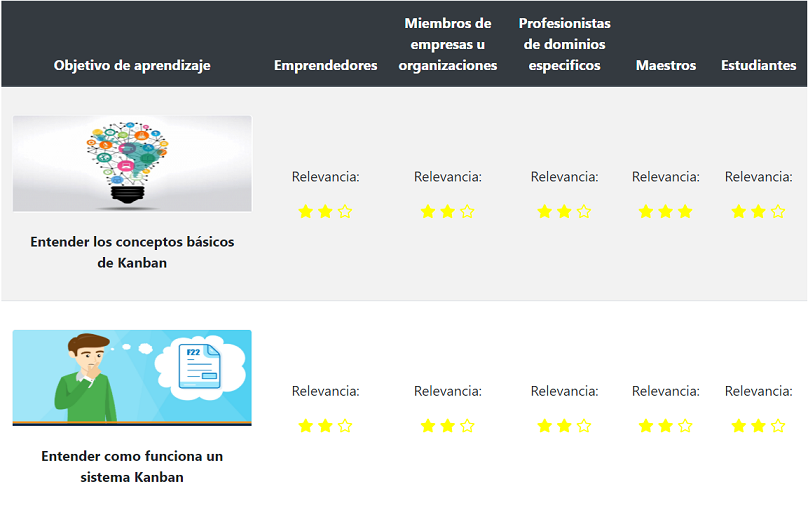 Objetivo de aprendizaje
Emprendedores
Miembros de
empresas u
organizaciones
Profesionistas
de dominios
especificos
Maestros
Estudiantes
Relevancia:
Relevancia:
Relevancia:
Relevancia:
Relevancia:
Entender los conceptos básicos
de Kanban
F22
Relevancia:
Relevancia:
Relevancia:
Relevancia:
Relevancia:
Entender como funciona un
sistema Kanban